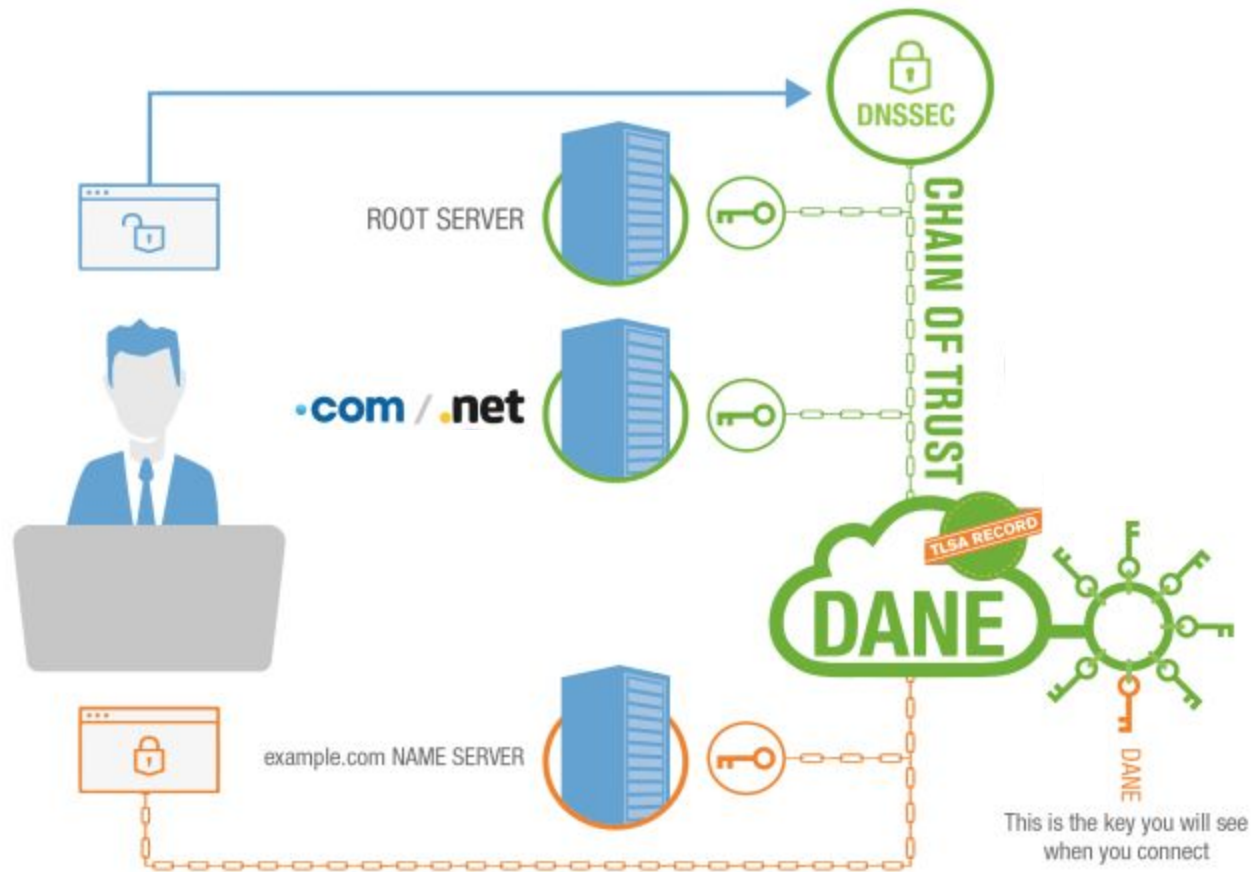 DNSSEC
ROOT SERVER
CHAIN OF TRUST
.com / .net
TLSA RECORD
DANE
example.com NAME SERVER
DANE
This is the key you will see
when you connect